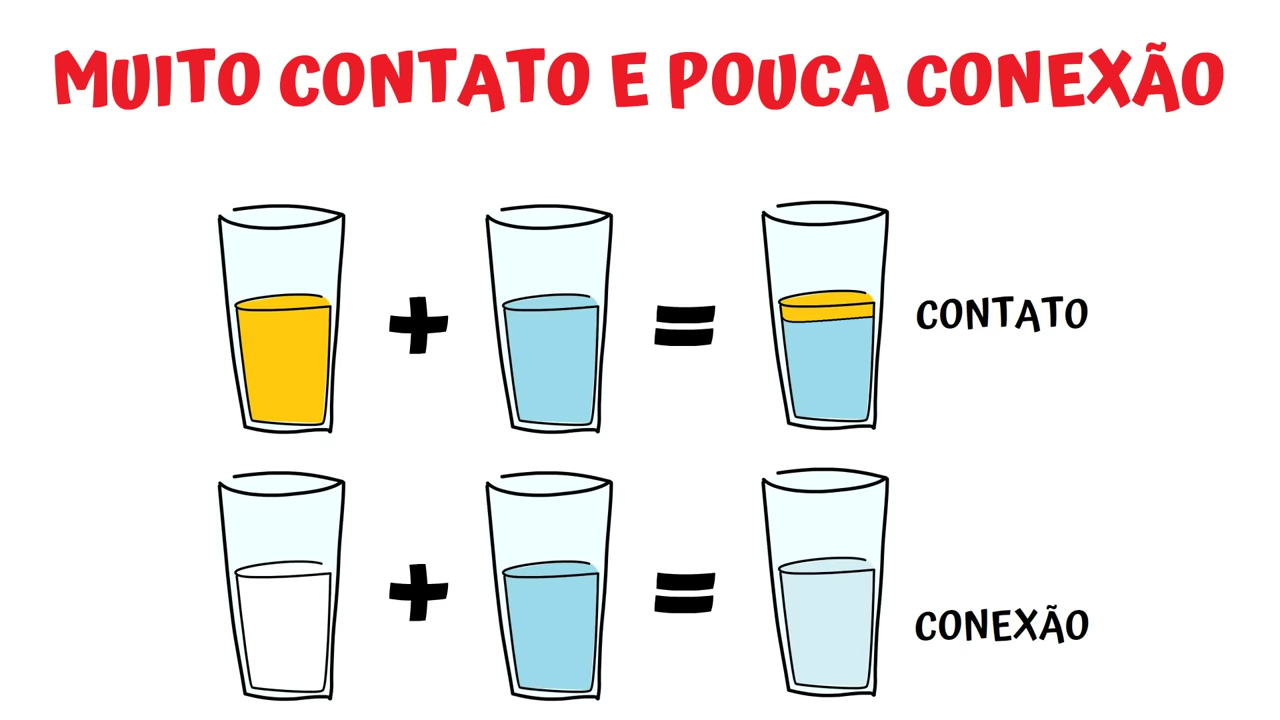 MUITO CONTATO E POUCA CONEXÃO
+ = CONTATO
+ = CONEXÃO